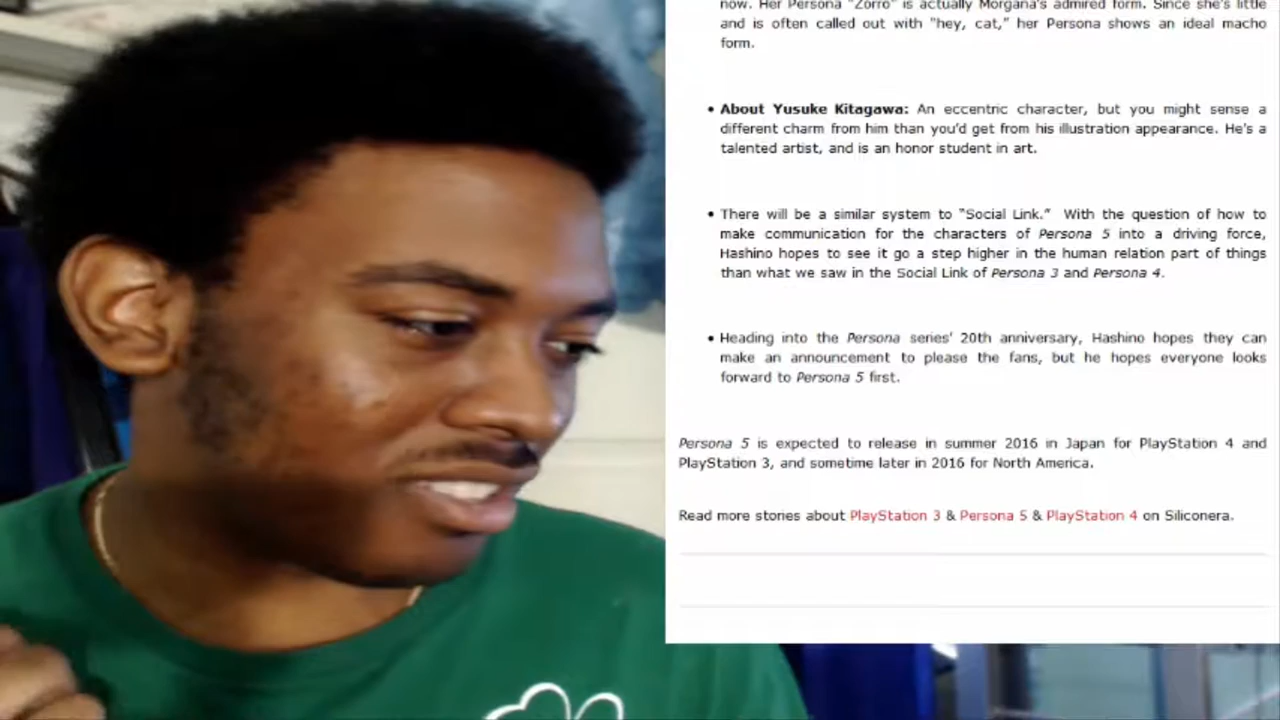 now. Her Persona "Zorro" is actually Morgana's admired form. Since she's little
and is often called out with "hey, cat," her Persona shows an ideal macho
form.
• About Yusuke Kitagawa: An eccentric character, but you might sense a
different charm from him than you'd get from his illustration appearance. He's a
talented artist, and is an honor student in art.
• There will be a similar system to "Social Link." With the question of how to
make communication for the characters of Persona 5 into a driving force,
Hashino hopes to see it go a step higher in the human relation part of things
than what we saw in the Social Link of Persona 3 and Persona 4.
• Heading into the Persona series' 20th anniversary, Hashino hopes they can
make an announcement to please the fans, but he hopes everyone looks
forward to Persona 5 first.
Persona 5 is expected to release in summer 2016 in Japan for PlayStation 4 and
PlayStation 3, and sometime later in 2016 for North America.
Read more stories about PlayStation 3 & Persona 5 & PlayStation 4 on Siliconera.